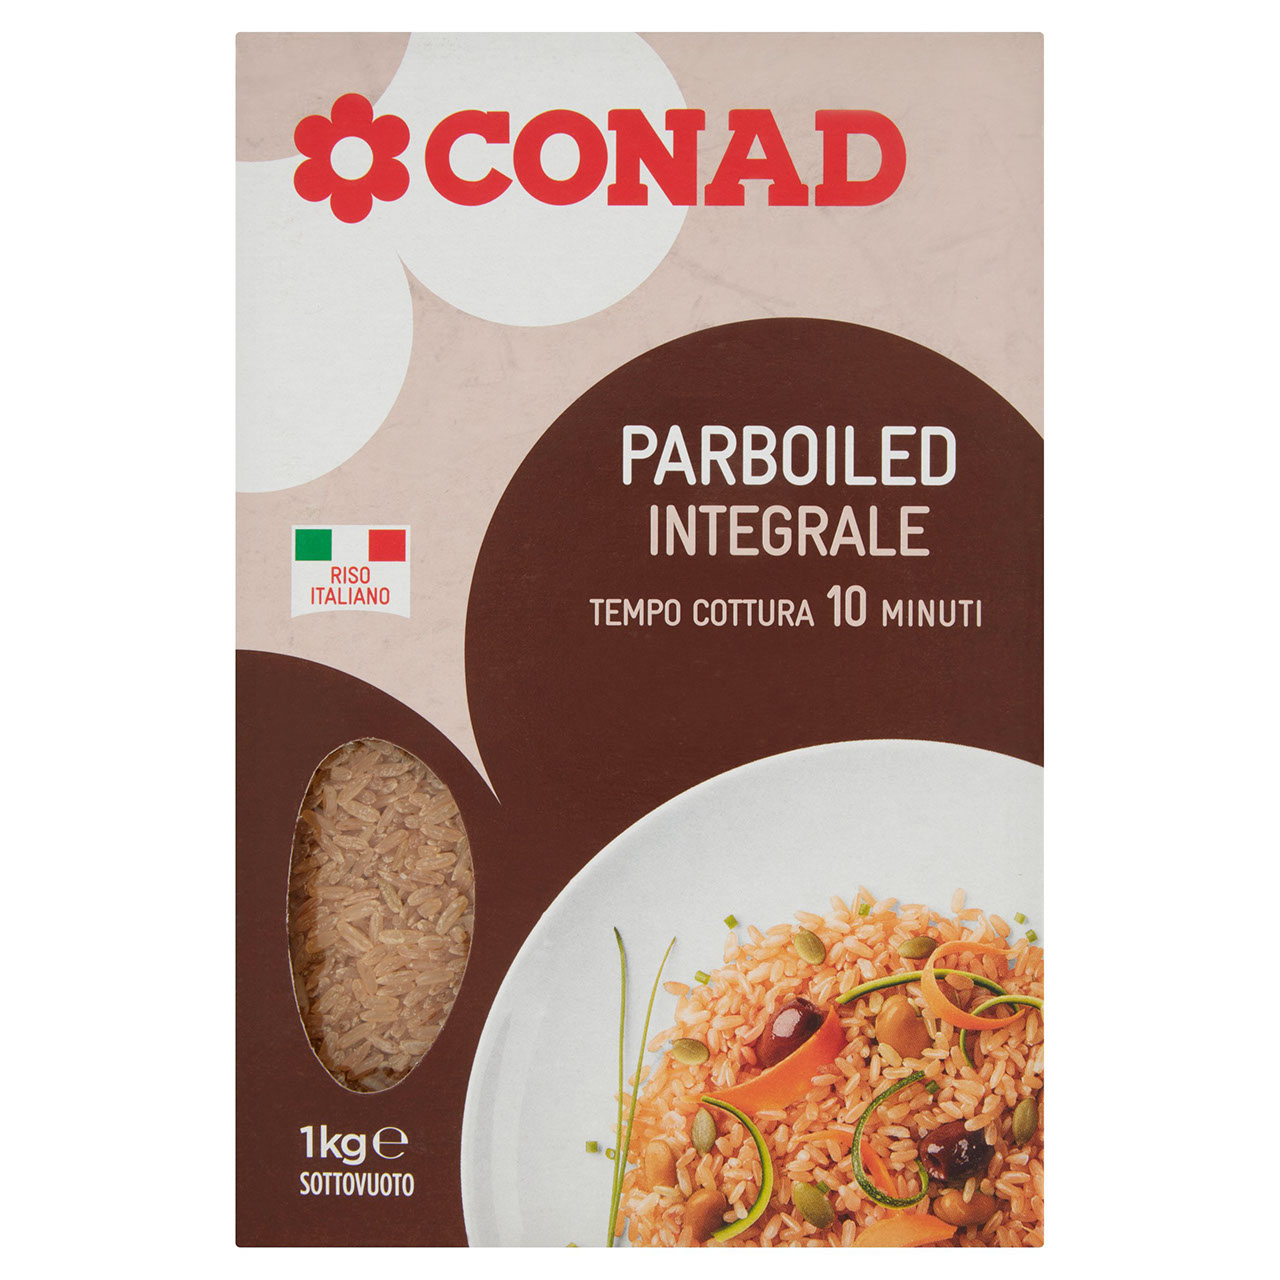 CONAD
PARBOILED
INTEGRALE
TEMPO COTTURA 10 MINUTI
RISO
ITALIANO
1kg ℮
SOTTOVUOTO